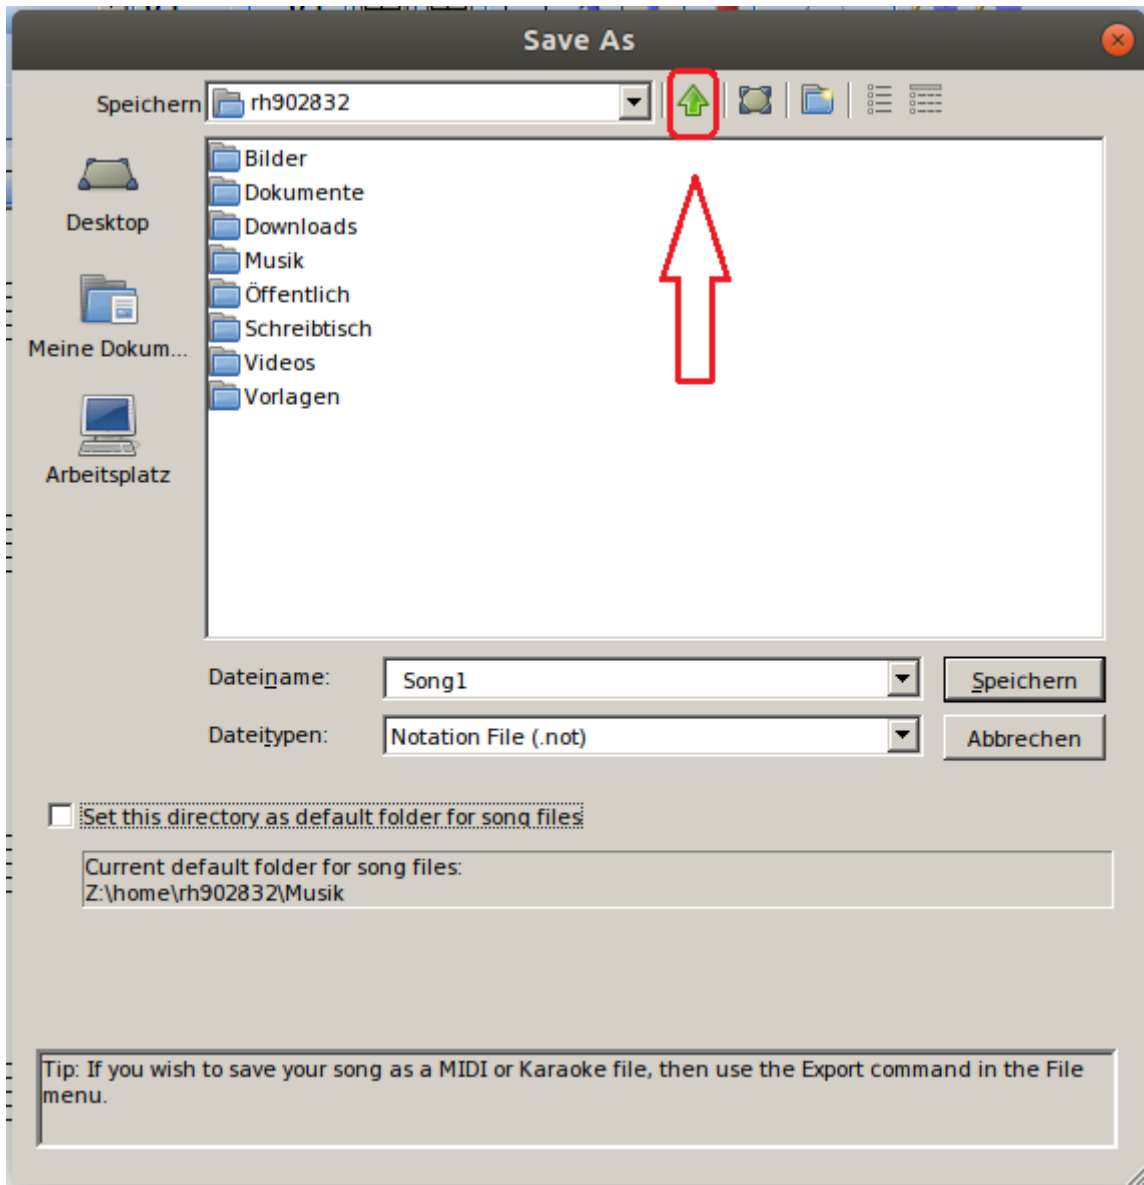 Save As
Speichern
rh902832
Bilder
Dokumente
Downloads
Musik
Öffentlich
Schreibtisch
Videos
Vorlagen
Desktop
Meine Dokum...
Arbeitsplatz
Dateiname:
Song1
Speichern
Dateitypen:
Notation File (.not)
Abbrechen
Set this directory as default folder for song files
Current default folder for song files:
Z:\home\rh902832\Musik
Tip: If you wish to save your song as a MIDI or Karaoke file, then use the Export command in the File
menu.